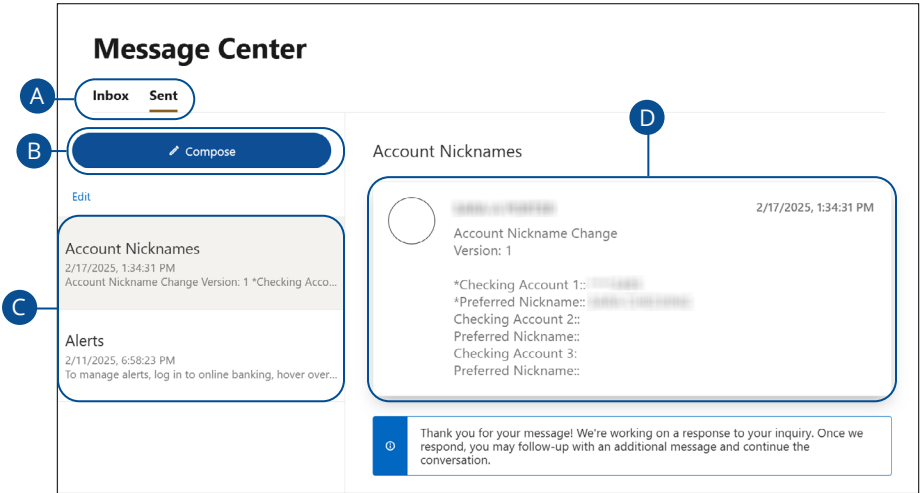 Message Center
A
Inbox Sent
B
Compose
Edit
C
Account Nicknames
2/17/2025, 1:34:31 PM
Account Nickname Change Version: 1 *Checking Acco...
Alerts
2/11/2025, 6:58:23 PM
To manage alerts, log in to online banking, hover over...
D
Account Nicknames
2/17/2025, 1:34:31 PM
Account Nickname Change
Version: 1
*Checking Account 1::
*Preferred Nickname::
Checking Account 2::
Preferred Nickname::
Checking Account 3:
Preferred Nickname::
Thank you for your message! We're working on a response to your inquiry. Once we
respond, you may follow-up with an additional message and continue the
conversation.